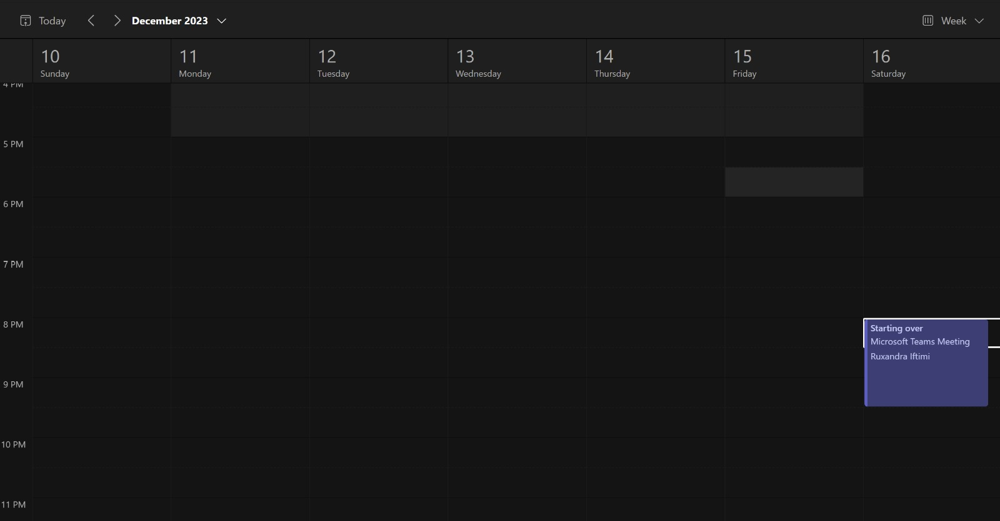 Today
December 2023
Week
10
Sunday
11
Monday
12
Tuesday
13
Wednesday
14
Thursday
15
Friday
16
Saturday
4 PM
5 PM
6 PM
7 PM
8 PM
Starting over
Microsoft Teams Meeting
Ruxandra Iftimi
9 PM
10 PM
11 PM